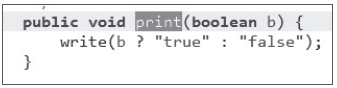 public void print(boolean b) {
write(b ? "true" : "false");
}